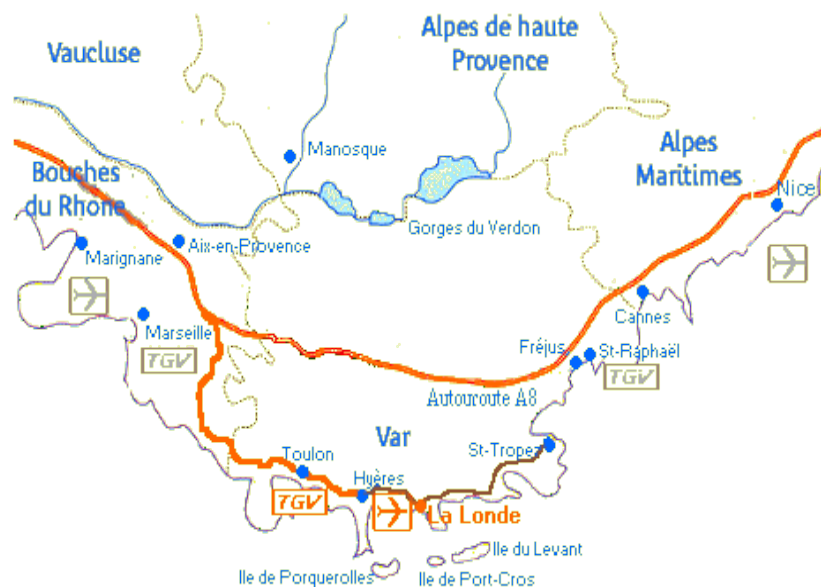 Vaucluse
Alpes de haute
Provence
Manosque
Bouches
du Rhone
Alpes
Maritimes
Nice
Gorges du Verdon
Aix-en-Provence
Marignane
Cannes
Marseille
TGV
Fréjus
St-Raphaël
TGV
Autouroute A8
Var
St-Tropez
Toulon
Hyères
TGV
La Londe
Ile du Levant
Ile de Porquerolles
Ile de Port-Cros